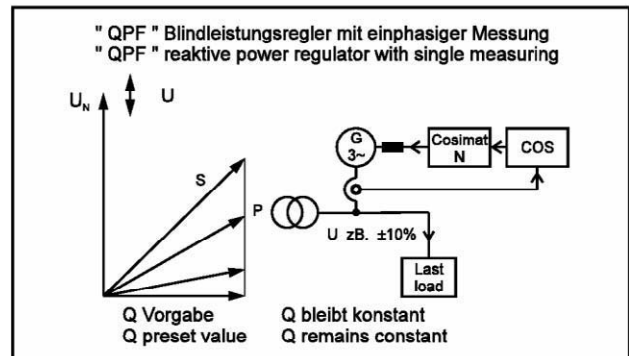 " QPF " Blindleistungsregler mit einphasiger Messung
" QPF " reaktive power regulator with single measuring
U_N U
S
P
G
3~
Cosimat
N
COS
U zB. ±10%
Last
load
Q Vorgabe Q bleibt konstant
Q preset value Q remains constant